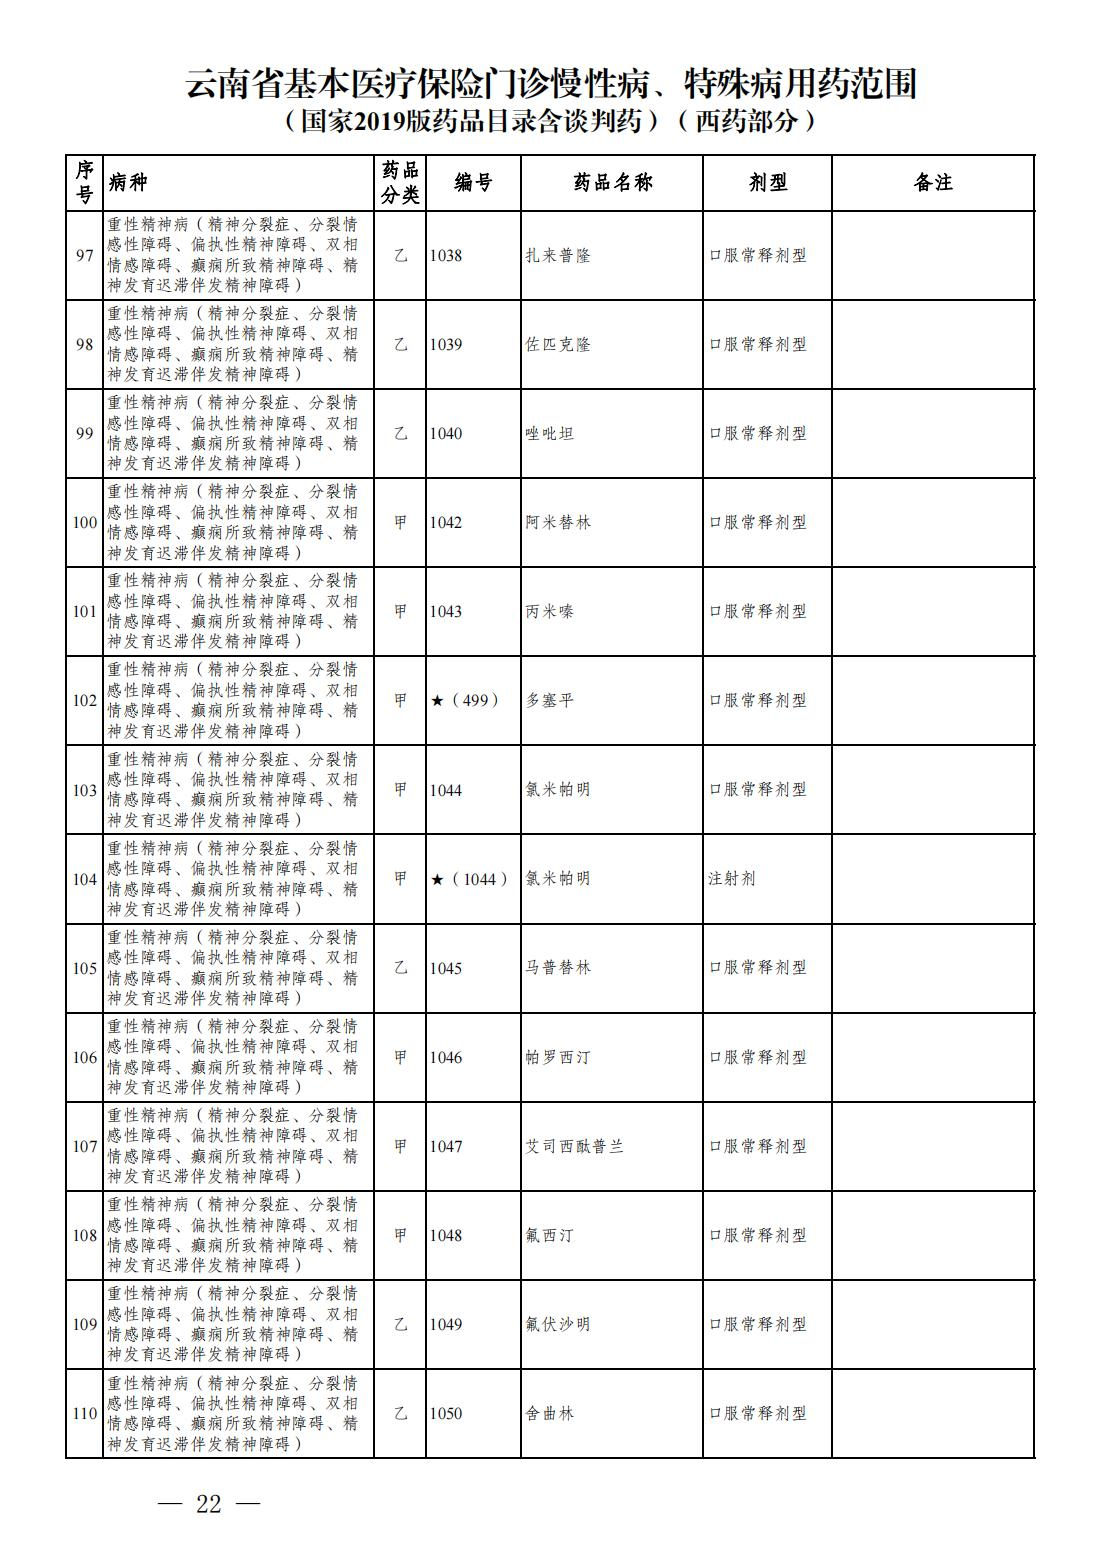 云南省基本医疗保险门诊慢性病、特殊病用药范围
（国家2019版药品目录含谈判药）（西药部分）
序号 病种 药品分类 编号 药品名称 剂型 备注
重性精神病（精神分裂症、分裂情
感性障碍、偏执性精神障碍、双相
97 情感障碍、癫痫所致精神障碍、精 乙 1038 扎来普隆 口服常释剂型
神发育迟滞伴发精神障碍）
重性精神病（精神分裂症、分裂情
感性障碍、偏执性精神障碍、双相
98 情感障碍、癫痫所致精神障碍、精 乙 1039 佐匹克隆 口服常释剂型
神发育迟滞伴发精神障碍）
重性精神病（精神分裂症、分裂情
感性障碍、偏执性精神障碍、双相
99 情感障碍、癫痫所致精神障碍、精 乙 1040 唑吡坦 口服常释剂型
神发育迟滞伴发精神障碍）
重性精神病（精神分裂症、分裂情
感性障碍、偏执性精神障碍、双相
100 情感障碍、癫痫所致精神障碍、精 甲 1042 阿米替林 口服常释剂型
神发育迟滞伴发精神障碍）
重性精神病（精神分裂症、分裂情
感性障碍、偏执性精神障碍、双相
101 情感障碍、癫痫所致精神障碍、精 甲 1043 丙米嗪 口服常释剂型
神发育迟滞伴发精神障碍）
重性精神病（精神分裂症、分裂情
感性障碍、偏执性精神障碍、双相
102 情感障碍、癫痫所致精神障碍、精 甲 ★（499） 多塞平 口服常释剂型
神发育迟滞伴发精神障碍）
重性精神病（精神分裂症、分裂情
感性障碍、偏执性精神障碍、双相
103 情感障碍、癫痫所致精神障碍、精 甲 1044 氯米帕明 口服常释剂型
神发育迟滞伴发精神障碍）
重性精神病（精神分裂症、分裂情
感性障碍、偏执性精神障碍、双相
104 情感障碍、癫痫所致精神障碍、精 甲 ★（1044） 氯米帕明 注射剂
神发育迟滞伴发精神障碍）
重性精神病（精神分裂症、分裂情
感性障碍、偏执性精神障碍、双相
105 情感障碍、癫痫所致精神障碍、精 乙 1045 马普替林 口服常释剂型
神发育迟滞伴发精神障碍）
重性精神病（精神分裂症、分裂情
感性障碍、偏执性精神障碍、双相
106 情感障碍、癫痫所致精神障碍、精 甲 1046 帕罗西汀 口服常释剂型
神发育迟滞伴发精神障碍）
重性精神病（精神分裂症、分裂情
感性障碍、偏执性精神障碍、双相
107 情感障碍、癫痫所致精神障碍、精 甲 1047 艾司西酞普兰 口服常释剂型
神发育迟滞伴发精神障碍）
重性精神病（精神分裂症、分裂情
感性障碍、偏执性精神障碍、双相
108 情感障碍、癫痫所致精神障碍、精 甲 1048 氟西汀 口服常释剂型
神发育迟滞伴发精神障碍）
重性精神病（精神分裂症、分裂情
感性障碍、偏执性精神障碍、双相
109 情感障碍、癫痫所致精神障碍、精 乙 1049 氟伏沙明 口服常释剂型
神发育迟滞伴发精神障碍）
重性精神病（精神分裂症、分裂情
感性障碍、偏执性精神障碍、双相
110 情感障碍、癫痫所致精神障碍、精 乙 1050 舍曲林 口服常释剂型
神发育迟滞伴发精神障碍）
— 22 —